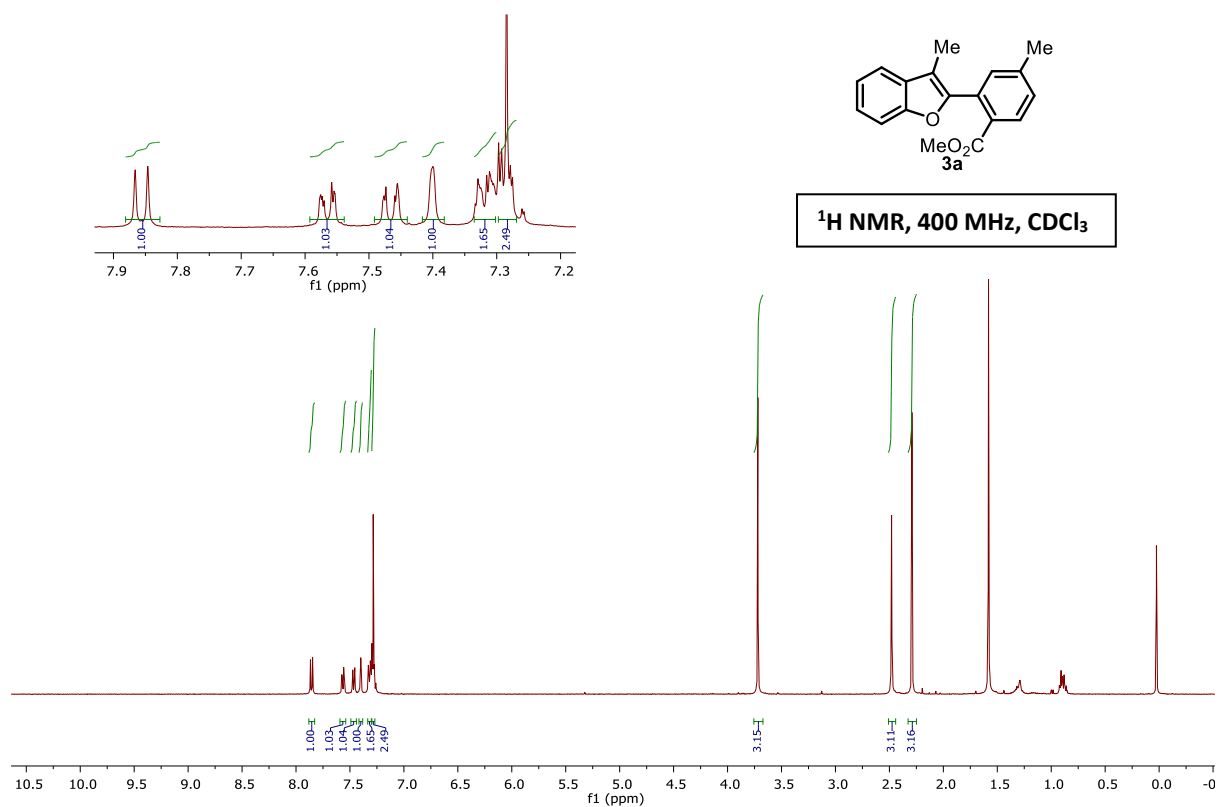 Me
Me
O
MeO₂C
3a
¹H NMR, 400 MHz, CDCl₃
1.00
1.03
1.04
1.00
1.65
2.49
7.9 7.8 7.7 7.6 7.5 7.4 7.3 7.2
f1 (ppm)
1.00
1.03
1.04
1.00
1.65
2.49
3.15
3.11
3.16
10.5 10.0 9.5 9.0 8.5 8.0 7.5 7.0 6.5 6.0 5.5 5.0 4.5 4.0 3.5 3.0 2.5 2.0 1.5 1.0 0.5 0.0 -0
f1 (ppm)